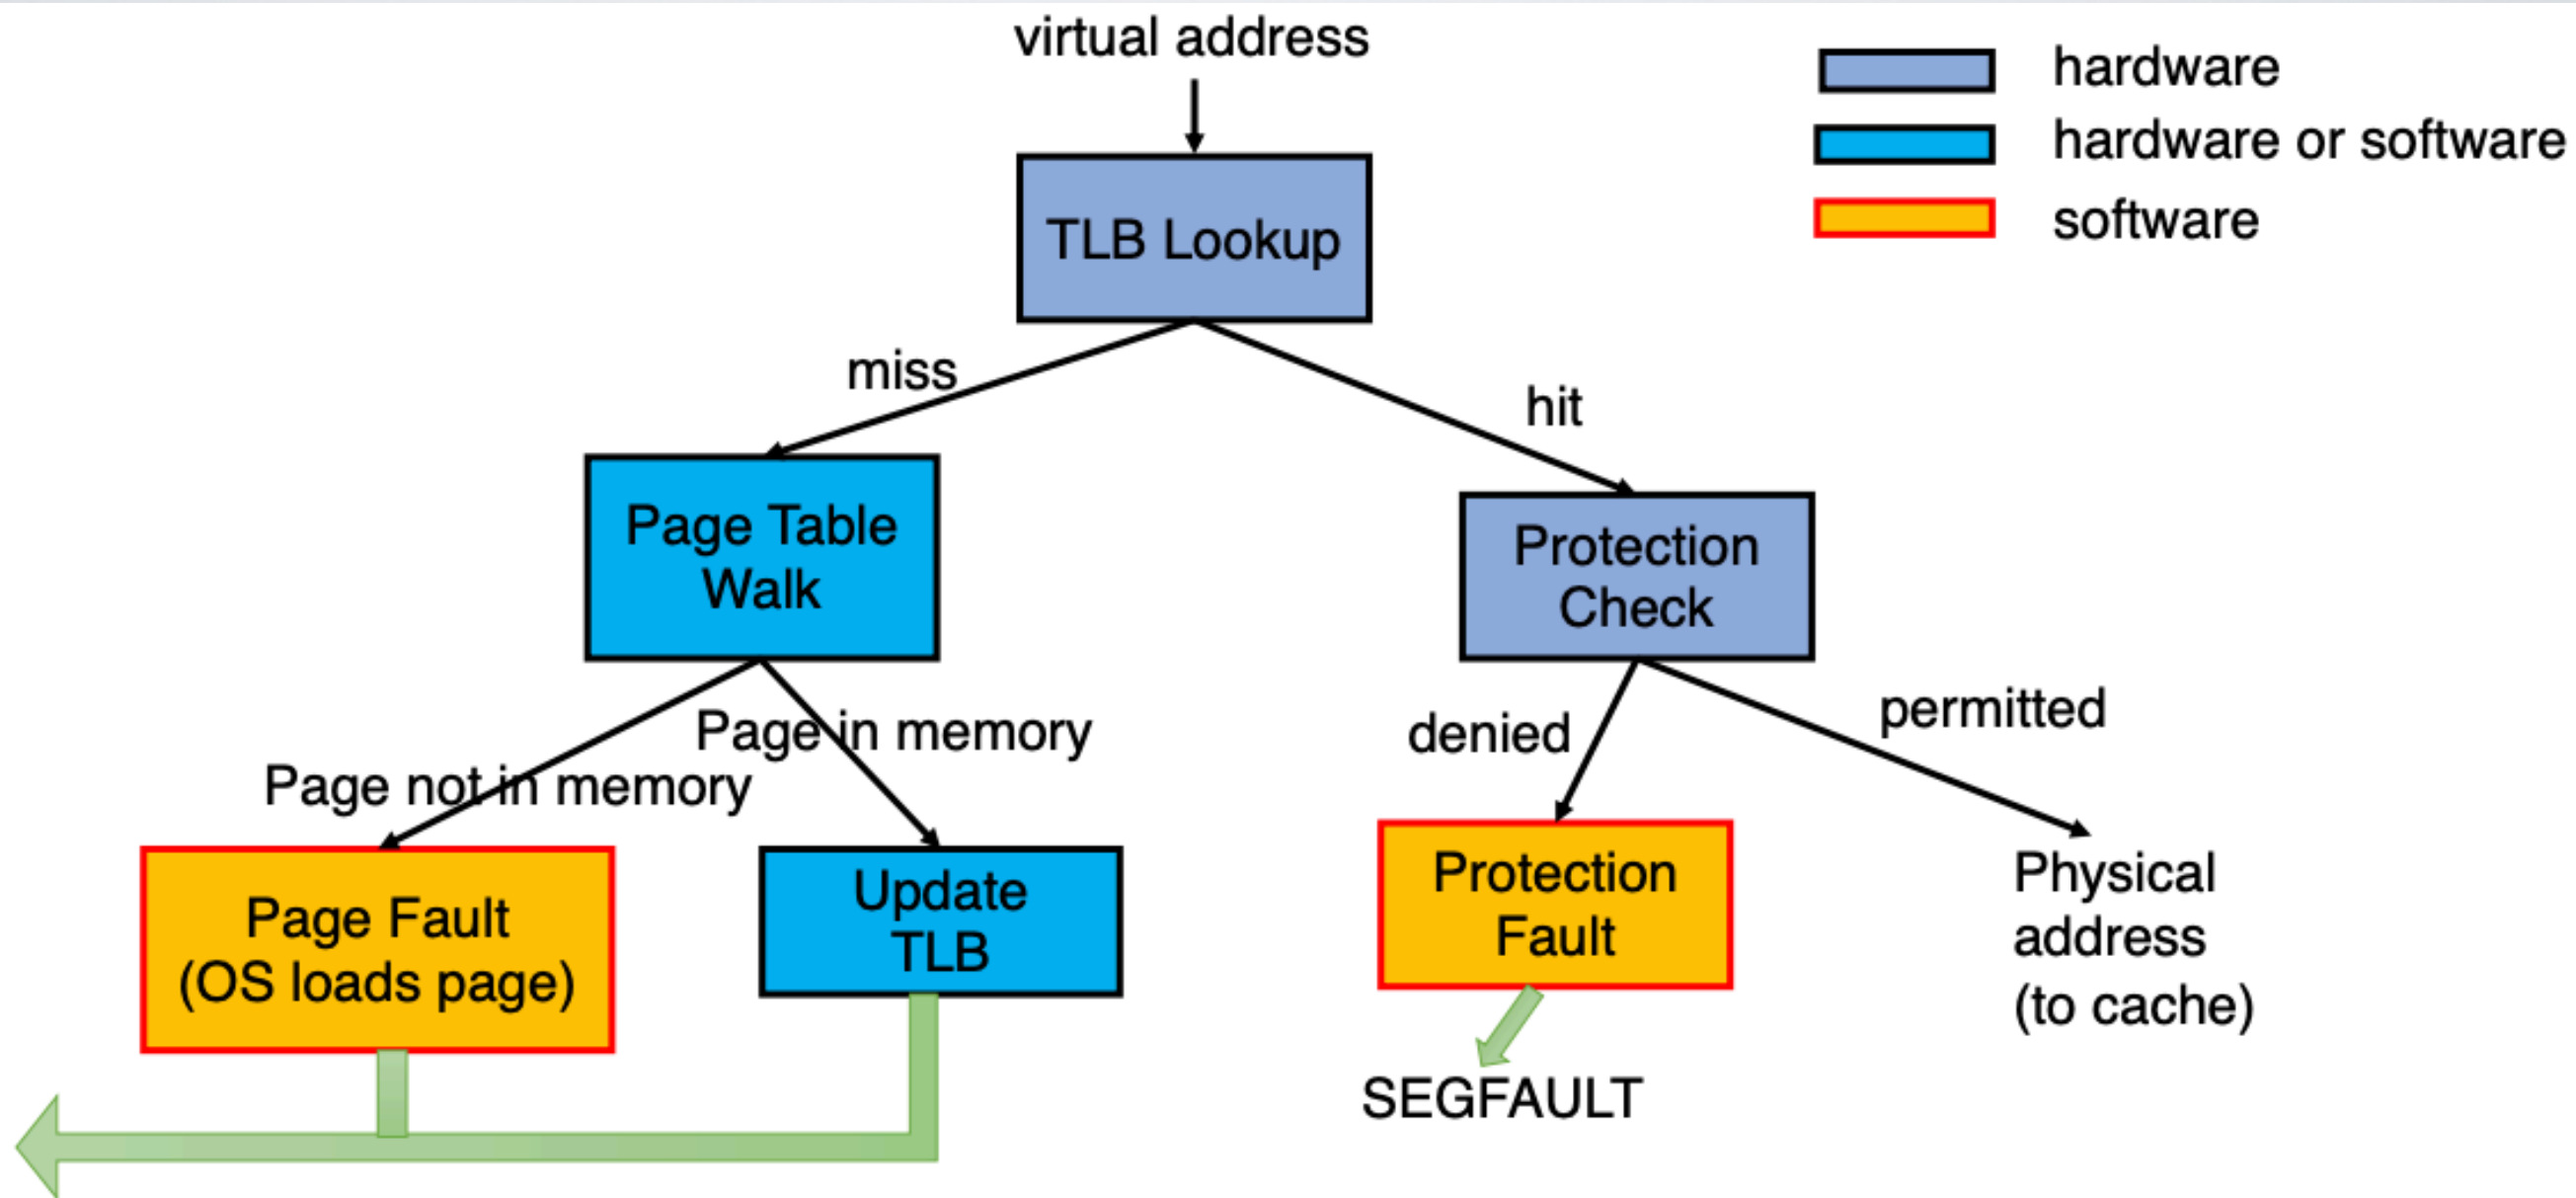 virtual address
hardware
hardware or software
software
TLB Lookup
miss
hit
Page Table
Walk
Protection
Check
Page in memory
Page not in memory
denied
permitted
Page Fault
(OS loads page)
Update
TLB
Protection
Fault
Physical
address
(to cache)
SEGFAULT